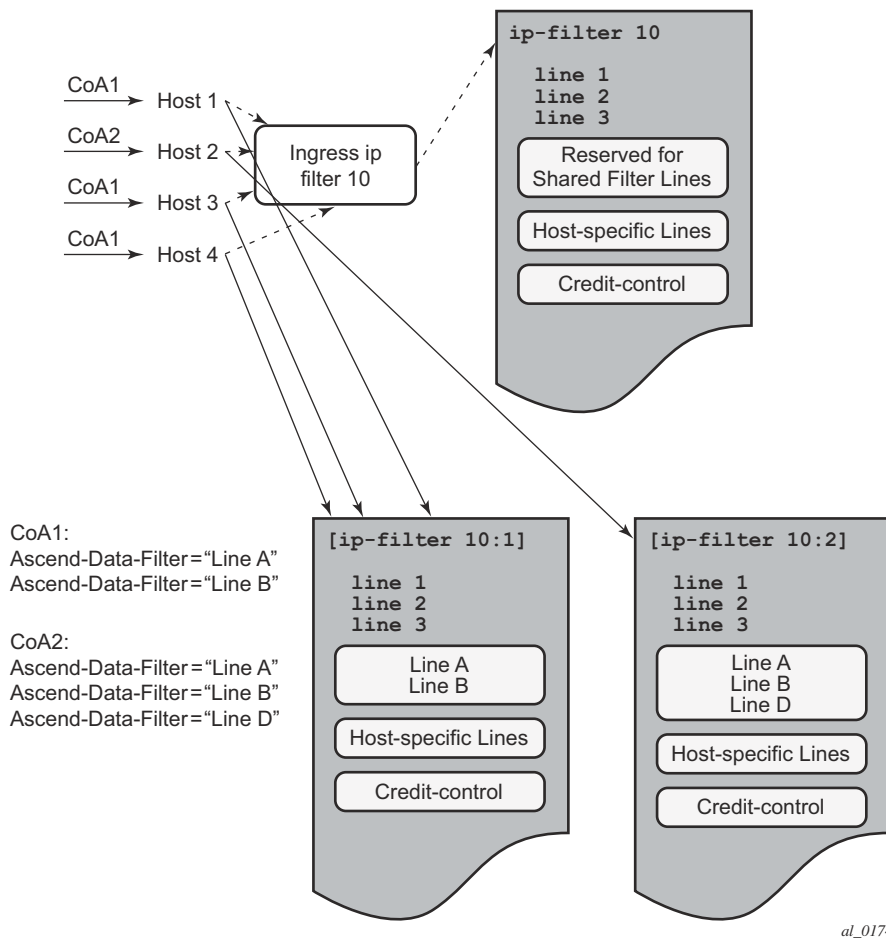 ip-filter 10
line 1
line 2
line 3
Reserved for
Shared Filter Lines
Host-specific Lines
Credit-control
CoA1
Host 1
CoA2
Host 2
CoA1
Host 3
CoA1
Host 4
Ingress ip
filter 10
CoA1:
Ascend-Data-Filter=“Line A”
Ascend-Data-Filter=“Line B”
CoA2:
Ascend-Data-Filter=“Line A”
Ascend-Data-Filter=“Line B”
Ascend-Data-Filter=“Line D”
[ip-filter 10:1]
line 1
line 2
line 3
Line A
Line B
Host-specific Lines
Credit-control
[ip-filter 10:2]
line 1
line 2
line 3
Line A
Line B
Line D
Host-specific Lines
Credit-control